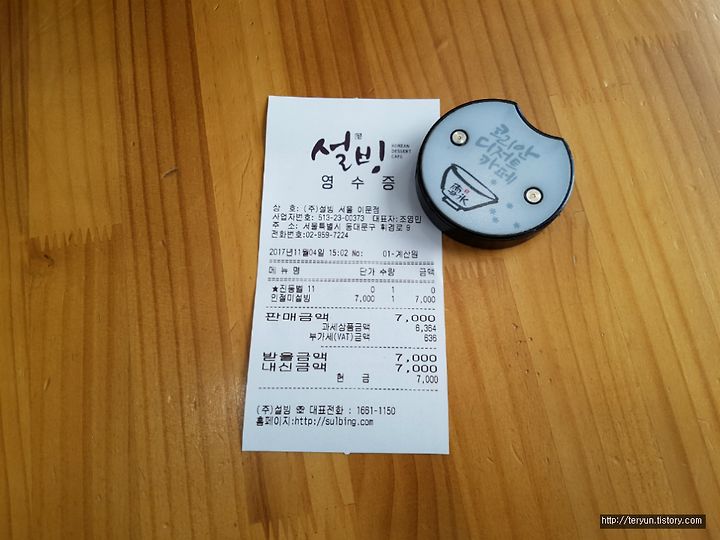 설빙
KOREAN
DESSERT
CAFE
영 수 증
상 호: (주)설빙 서울 이문점
사업자번호: 513-23-00373 대표자:조영민
주 소: 서울특별시 동대문구 휘경로 9
전화번호:02-959-7224
2017년11월04일 15:02 No: 01-계산원
메 뉴 명 단가 수량 금액
★진동벨 11 0 1 0
인절미설빙 7,000 1 7,000
판매금액 7,000
과세상품금액 6,364
부가세(VAT)금액 636
받을금액 7,000
내신금액 7,000
현 금 7,000
(주)설빙 ☎ 대표전화 : 1661-1150
홈페이지:http://sulbing.com
코리안
디저트
카페
雪氷
http://teryun.tistory.com